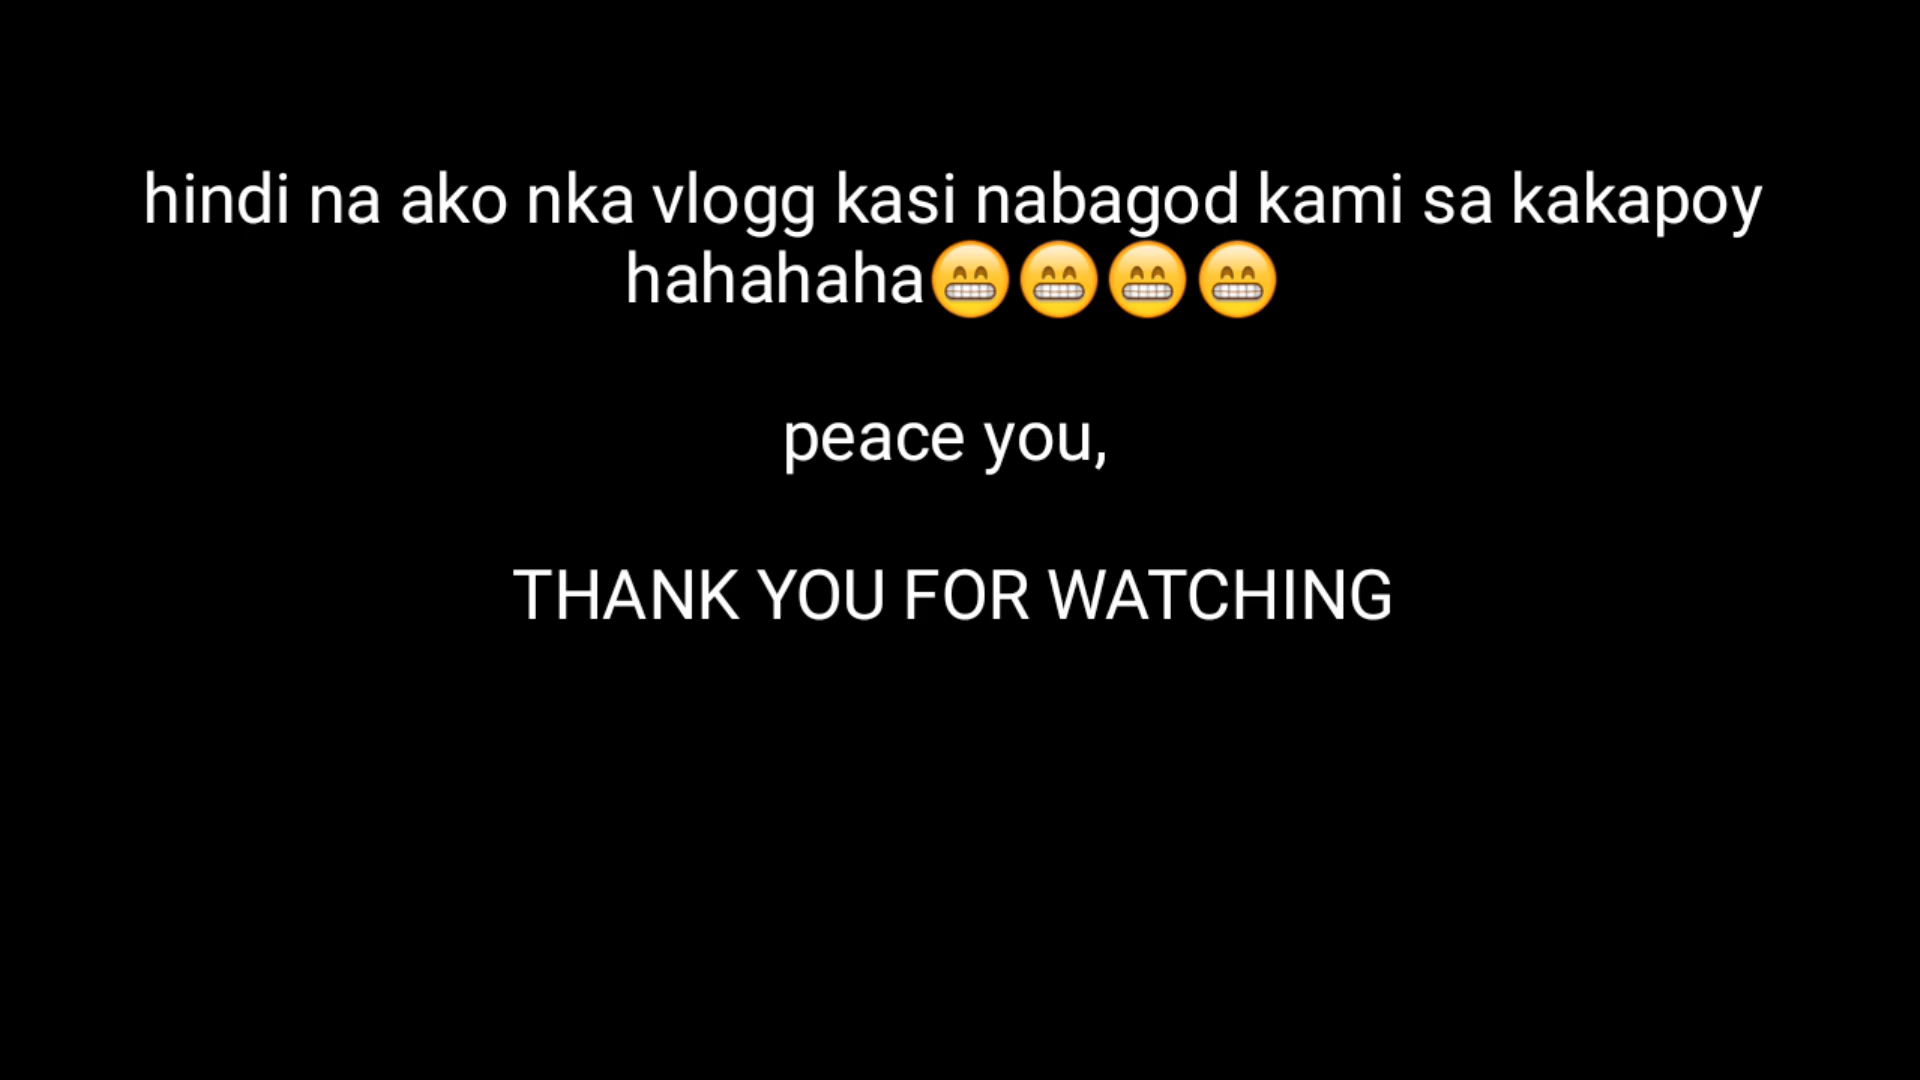 hindi na ako nka vlogg kasi nabagod kami sa kakapoy
hahahaha😁😁😁😁
peace you,
THANK YOU FOR WATCHING